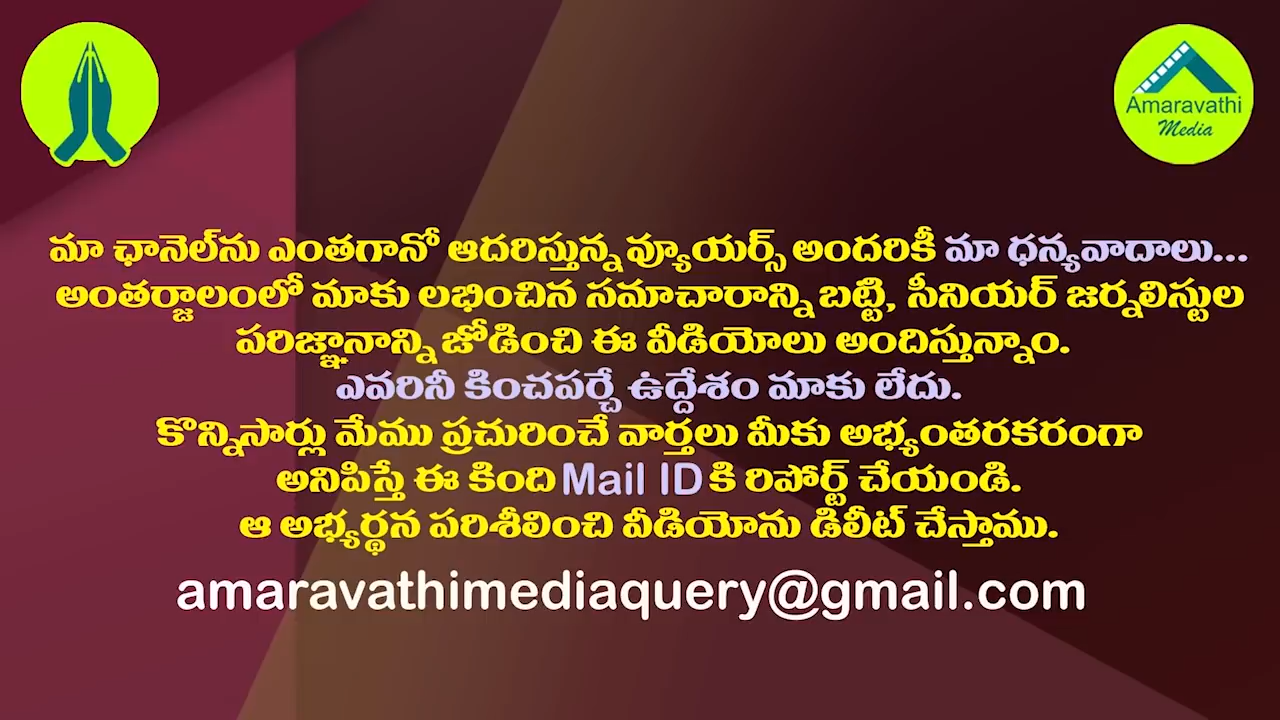 Amaravathi
Media
మా ఛానెల్‌ను ఎంతగానో ఆదరిస్తున్న వ్యూయర్స్ అందరికీ మా ధన్యవాదాలు...
అంతర్జాలంలో మాకు లభించిన సమాచారాన్ని బట్టి, సీనియర్ జర్నలిస్టుల
పరిజ్ఞానాన్ని జోడించి ఈ వీడియోలు అందిస్తున్నాం.
ఎవరినీ కించపర్చే ఉద్దేశం మాకు లేదు.
కొన్నిసార్లు మేము ప్రచురించే వార్తలు మీకు అభ్యంతరకరంగా
అనిపిస్తే ఈ కింది Mail ID కి రిపోర్ట్ చేయండి.
ఆ అభ్యర్థన పరిశీలించి వీడియోను డిలీట్ చేస్తాము.
amaravathimediaquery@gmail.com